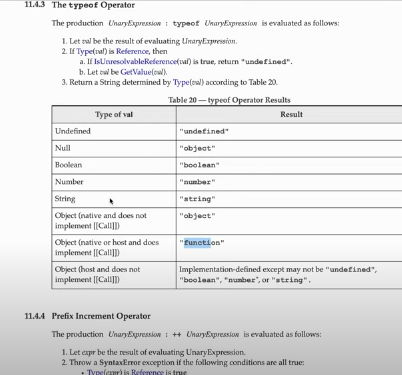 11.4.3 The typeof Operator
The production UnaryExpression : typeof UnaryExpression is evaluated as follows:
1. Let val be the result of evaluating UnaryExpression.
2. If Type(val) is Reference, then
a. If IsUnresolvableReference(val) is true, return "undefined".
b. Let val be GetValue(val).
3. Return a String determined by Type(val) according to Table 20.
Table 20 — typeof Operator Results
Type of val Result
Undefined "undefined"
Null "object"
Boolean "boolean"
Number "number"
String "string"
Object (native and does not "object"
implement [[Call]])
Object (native or host and does "function"
implement [[Call]])
Object (host and does not Implementation-defined except may not be "undefined",
implement [[Call]]) "boolean", "number", or "string".
11.4.4 Prefix Increment Operator
The production UnaryExpression : ++ UnaryExpression is evaluated as follows:
1. Let expr be the result of evaluating UnaryExpression.
2. Throw a SyntaxError exception if the following conditions are all true:
• Type(expr) is Reference is true